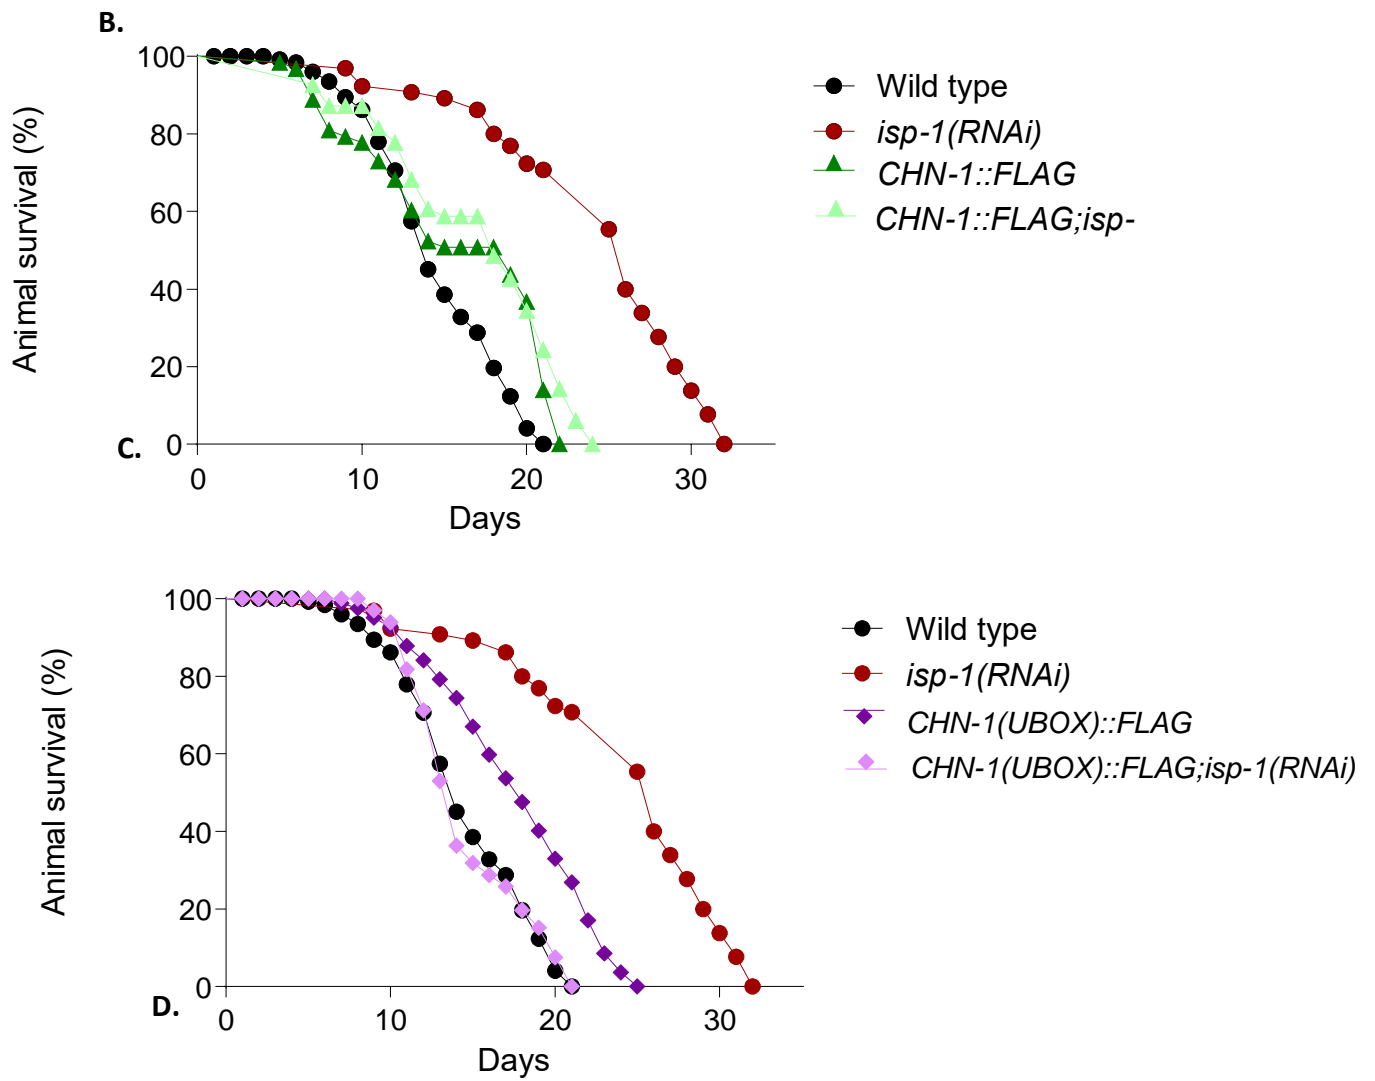 B.
100
80
60
40
20
0
Animal survival (%)
0 10 20 30
Days
Wild type
isp-1(RNAi)
CHN-1::FLAG
CHN-1::FLAG;isp-
C.
100
80
60
40
20
0
Animal survival (%)
0 10 20 30
Days
Wild type
isp-1(RNAi)
CHN-1(UBOX)::FLAG
CHN-1(UBOX)::FLAG;isp-1(RNAi)
D.